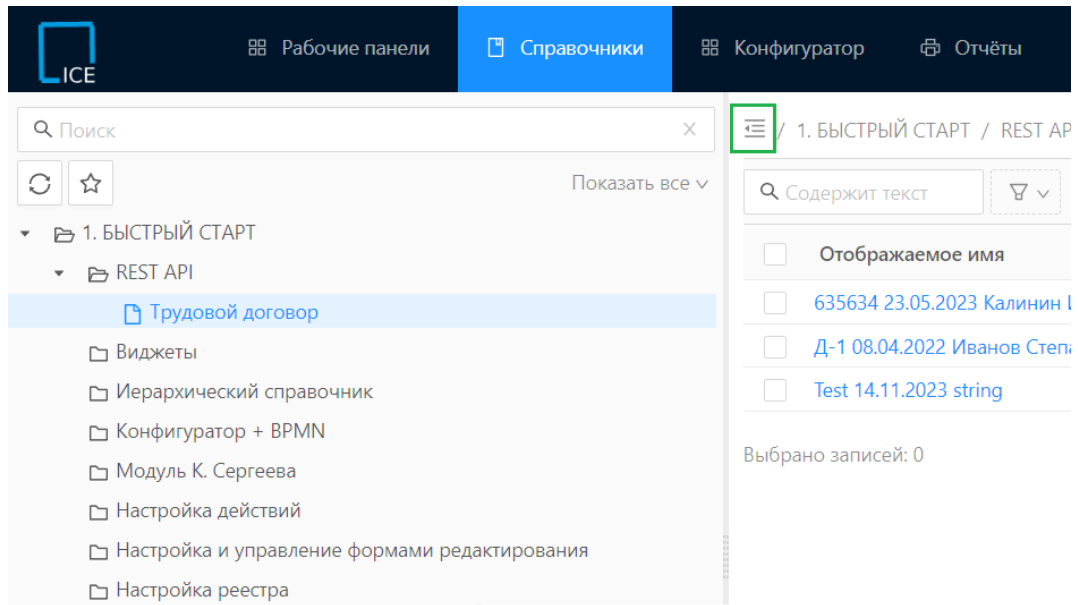 ICE
Рабочие панели
Справочники
Конфигуратор
Отчёты
Поиск
Показать все
1. БЫСТРЫЙ СТАРТ
REST API
Трудовой договор
Виджеты
Иерархический справочник
Конфигуратор + BPMN
Модуль К. Сергеева
Настройка действий
Настройка и управление формами редактирования
Настройка реестра
/ 1. БЫСТРЫЙ СТАРТ / REST AP
Содержит текст
Отображаемое имя
635634 23.05.2023 Калинин
Д-1 08.04.2022 Иванов Степа
Test 14.11.2023 string
Выбрано записей: 0